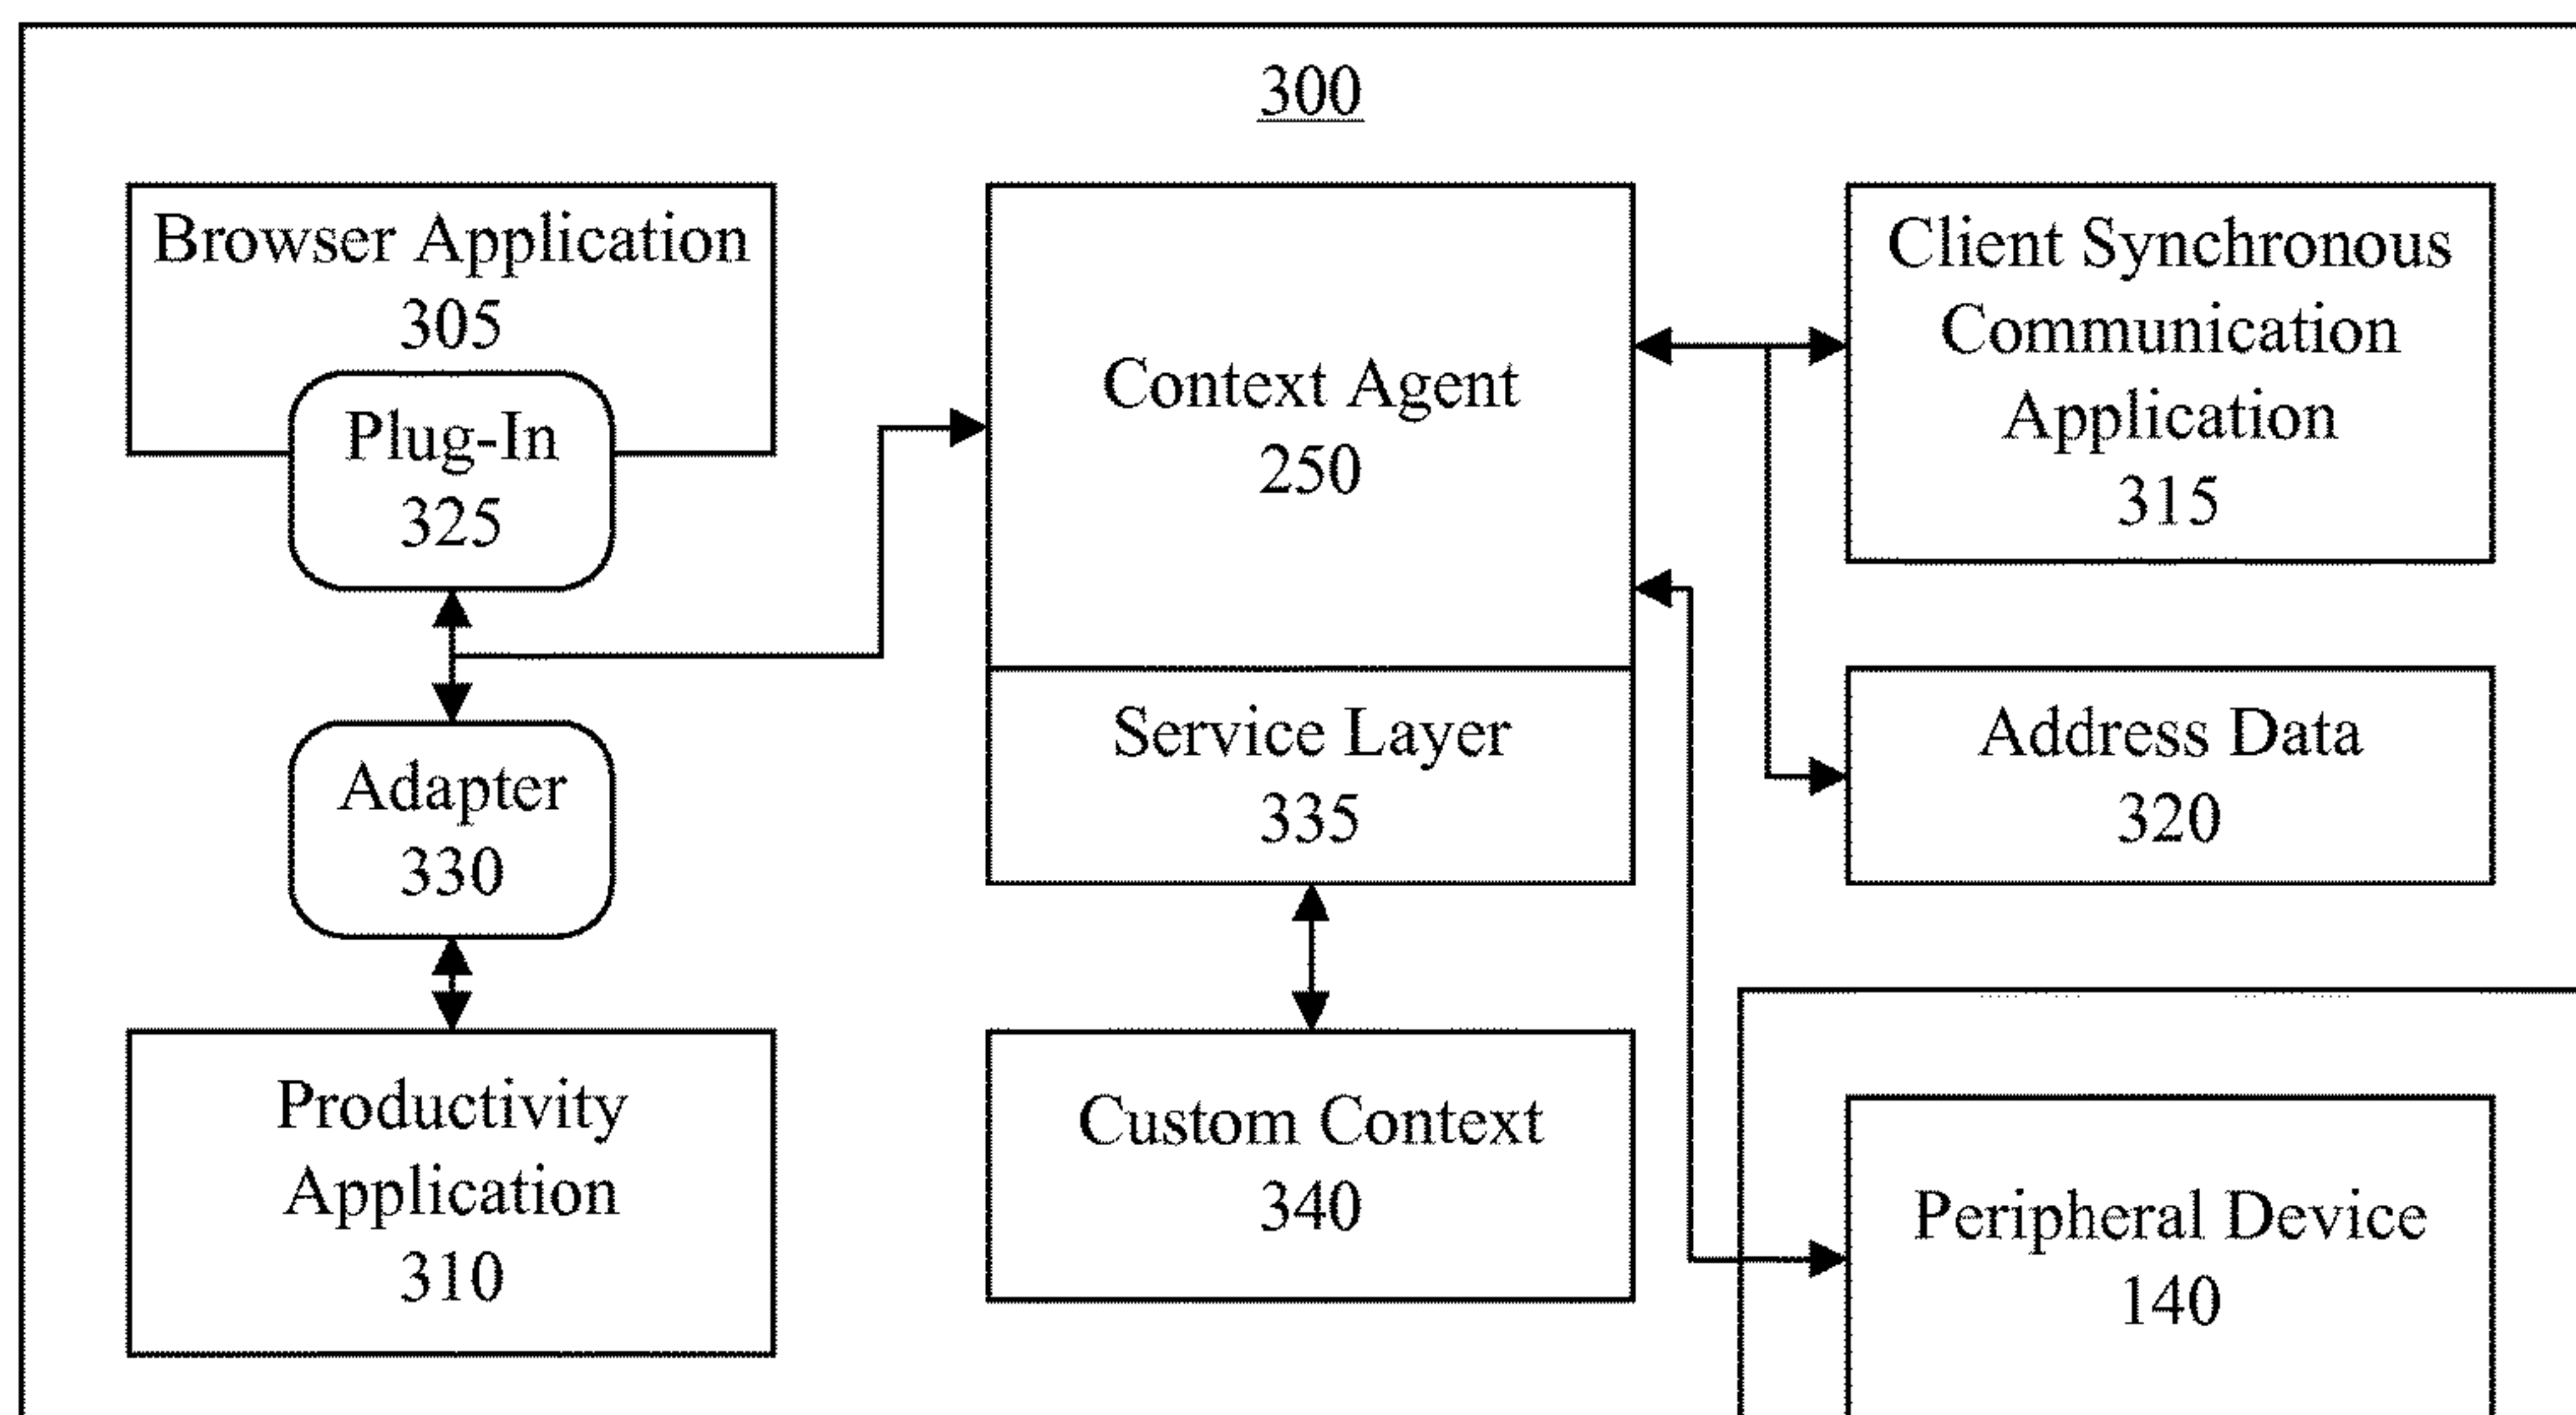 300
Browser Application
305
Plug-In
325
Adapter
330
Productivity
Application
310
Context Agent
250
Service Layer
335
Custom Context
340
Client Synchronous
Communication
Application
315
Address Data
320
Peripheral Device
140